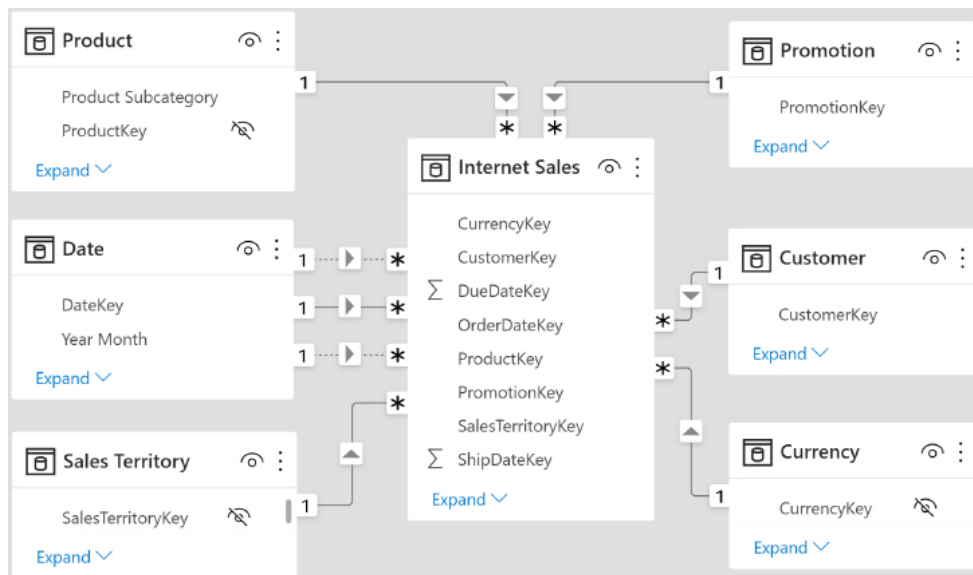 Product
Product Subcategory
ProductKey
Expand
1
*
Promotion
PromotionKey
Expand
1
*
Internet Sales
CurrencyKey
CustomerKey
DueDateKey
OrderDateKey
ProductKey
PromotionKey
SalesTerritoryKey
ShipDateKey
Expand
Date
DateKey
Year Month
Expand
1
*
1
*
1
*
Customer
CustomerKey
Expand
1
*
Sales Territory
SalesTerritoryKey
Expand
1
*
Currency
CurrencyKey
Expand
1
*